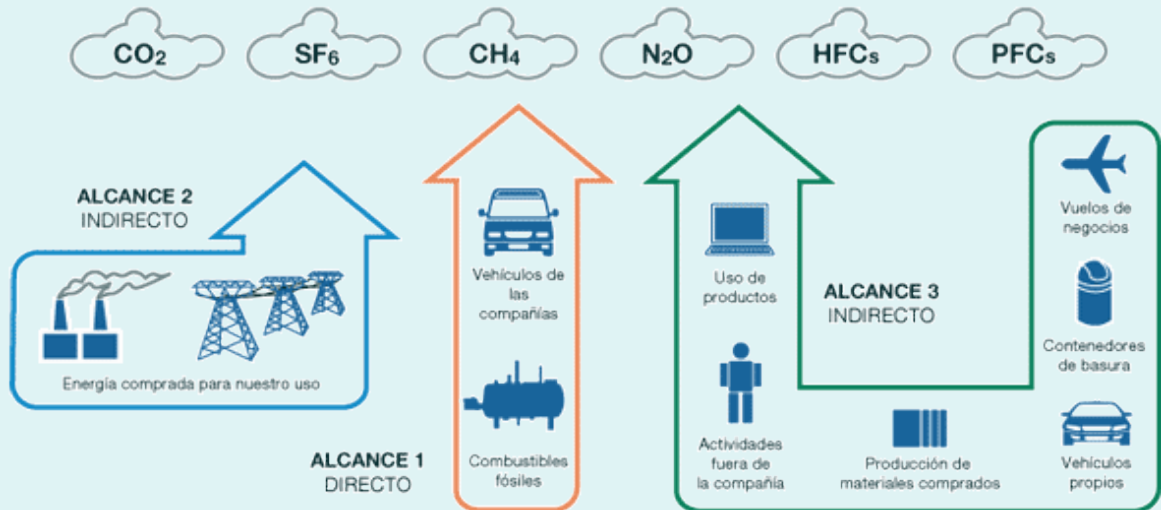 CO₂
SF₆
CH₄
N₂O
HFCs
PFCs
ALCANCE 2
INDIRECTO
Energía comprada para nuestro uso
Vehículos de
las
compañías
ALCANCE 1
DIRECTO
Combustibles
fósiles
Uso de
productos
Actividades
fuera de
la compañía
ALCANCE 3
INDIRECTO
Producción de
materiales comprados
Vuelos de
negocios
Contenedores
de basura
Vehículos
propios